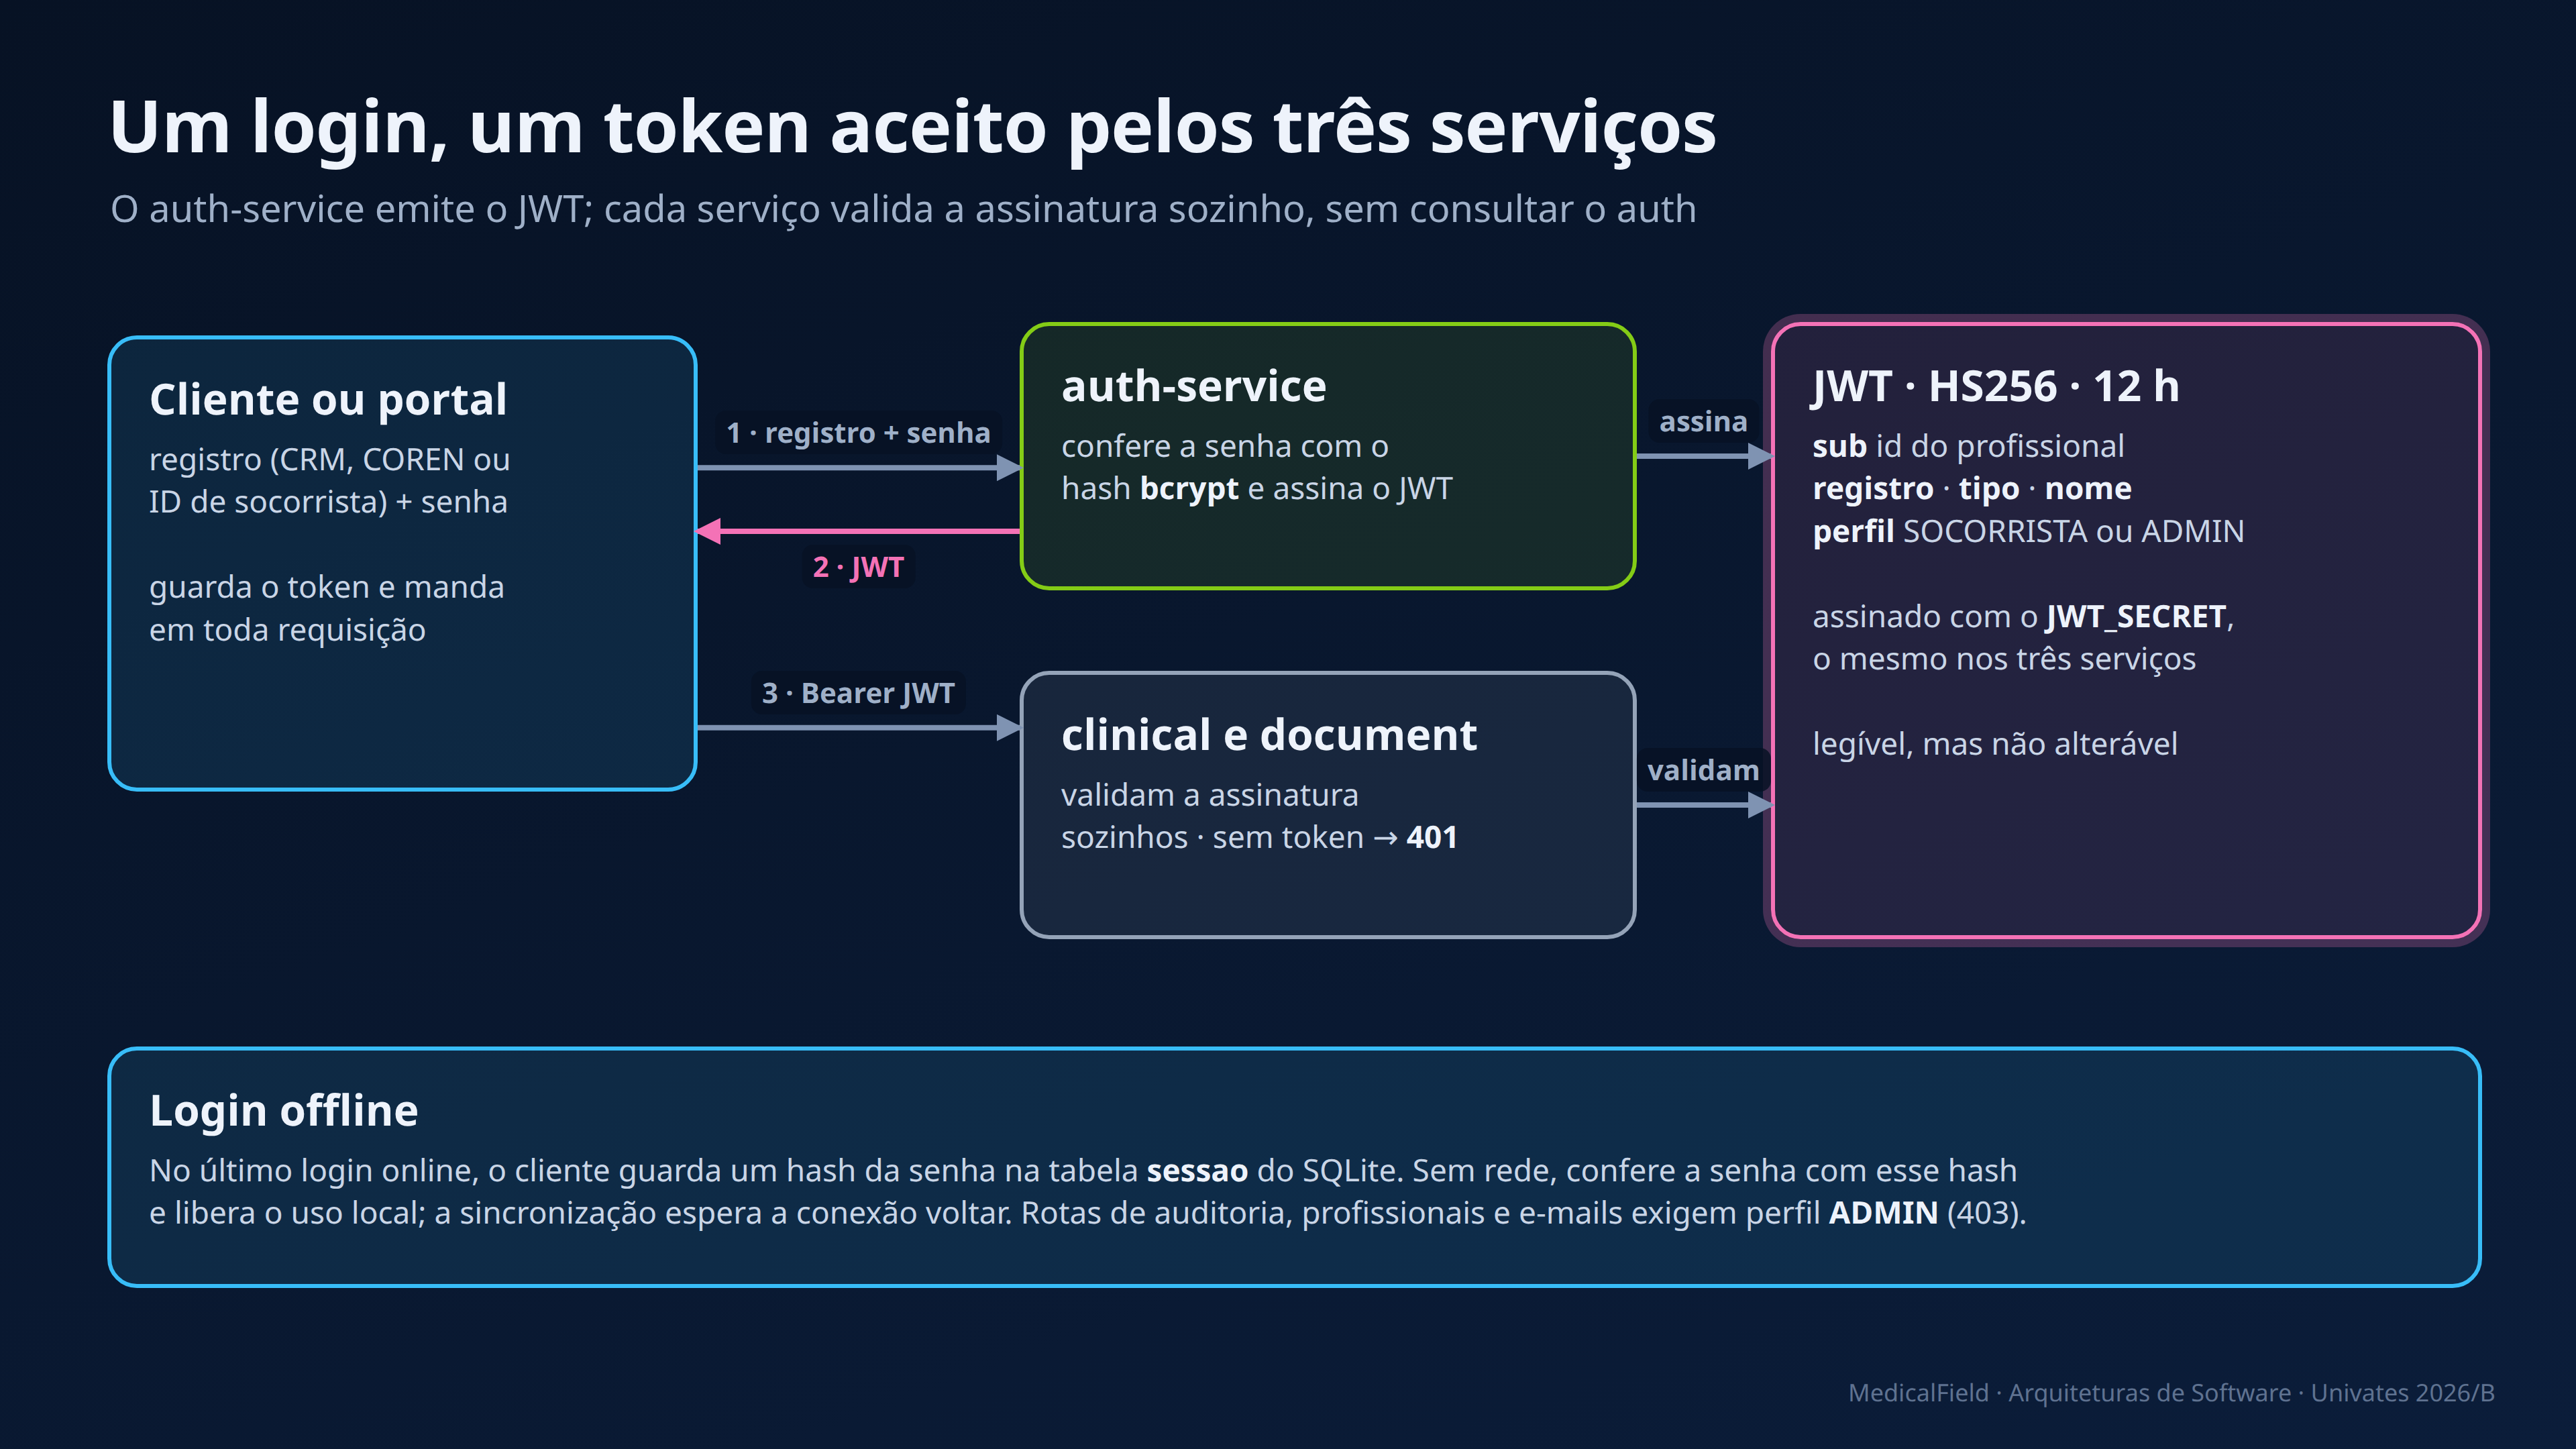 Um login, um token aceito pelos três serviços
O auth-service emite o JWT; cada serviço valida a assinatura sozinho, sem consultar o auth
Cliente ou portal
registro (CRM, COREN ou
ID de socorrista) + senha
guarda o token e manda
em toda requisição
1 · registro + senha
2 · JWT
3 · Bearer JWT
auth-service
confere a senha com o
hash bcrypt e assina o JWT
clinical e document
validam a assinatura
sozinhos · sem token → 401
assina
validam
JWT · HS256 · 12 h
sub id do profissional
registro · tipo · nome
perfil SOCORRISTA ou ADMIN
assinado com o JWT_SECRET,
o mesmo nos três serviços
legível, mas não alterável
Login offline
No último login online, o cliente guarda um hash da senha na tabela sessao do SQLite. Sem rede, confere a senha com esse hash
e libera o uso local; a sincronização espera a conexão voltar. Rotas de auditoria, profissionais e e-mails exigem perfil ADMIN (403).
MedicalField · Arquiteturas de Software · Univates 2026/B